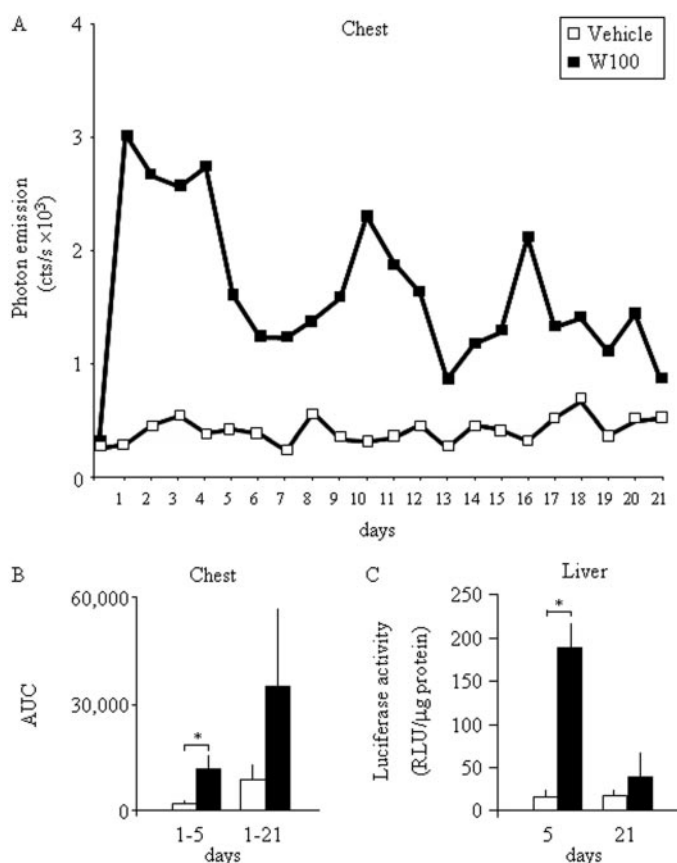 A
Chest
Vehicle
W100
4
3
2
1
0
Photon emission
(cts/s ×10³)
1 2 3 4 5 6 7 8 9 10 11 12 13 14 15 16 17 18 19 20 21
days
B
Chest
60,000
30,000
0
AUC
*
1-5 1-21
days
C
Liver
250
200
150
100
50
0
Luciferase activity
(RLU/µg protein)
*
5 21
days